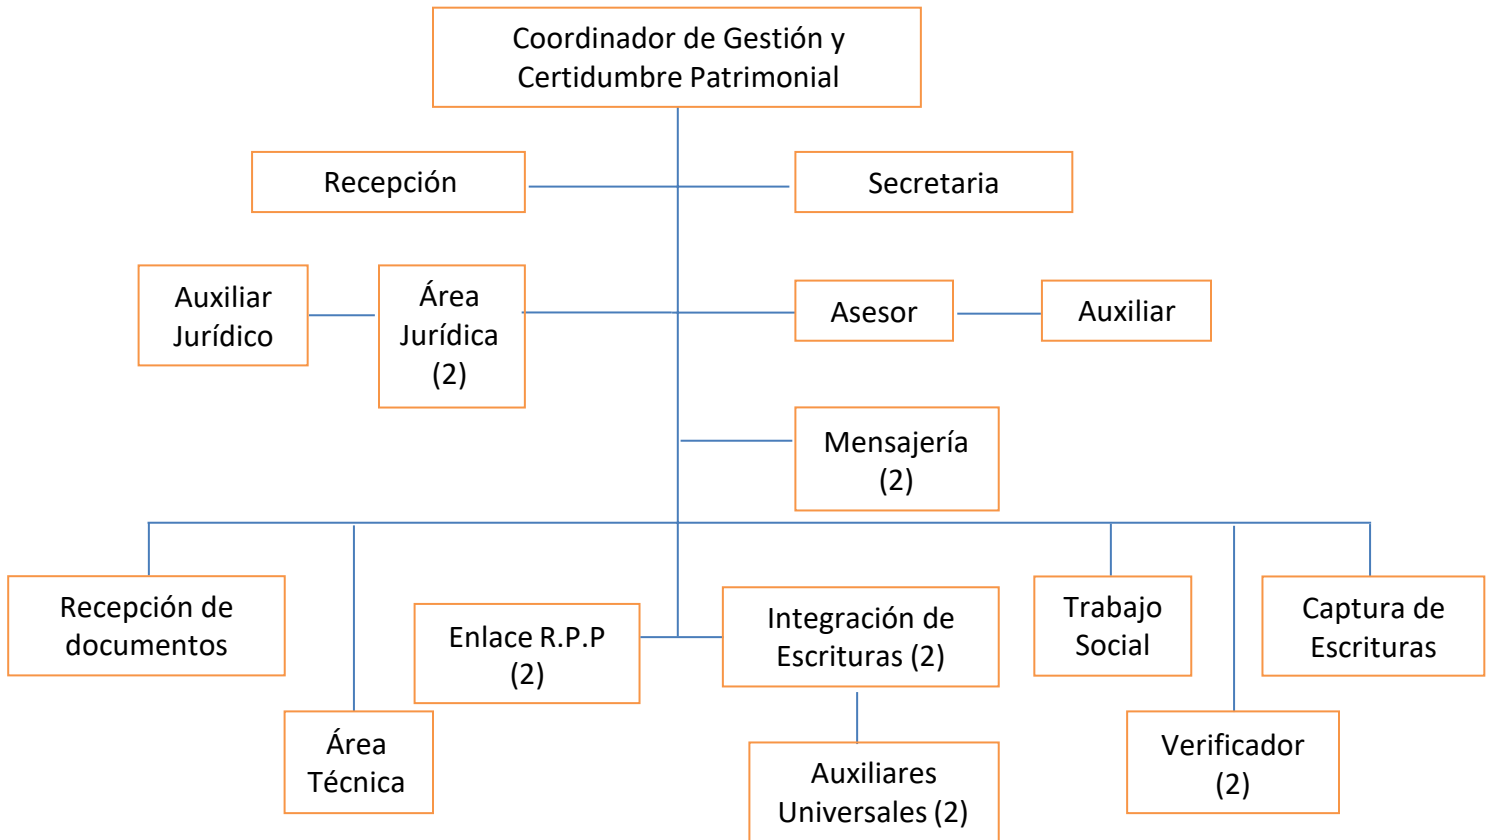 Coordinador de Gestión y
Certidumbre Patrimonial
Recepción
Secretaria
Auxiliar
Jurídico
Área
Jurídica
(2)
Asesor
Auxiliar
Mensajería
(2)
Recepción de
documentos
Enlace R.P.P
(2)
Integración de
Escrituras (2)
Trabajo
Social
Captura de
Escrituras
Área
Técnica
Auxiliares
Universales (2)
Verificador
(2)